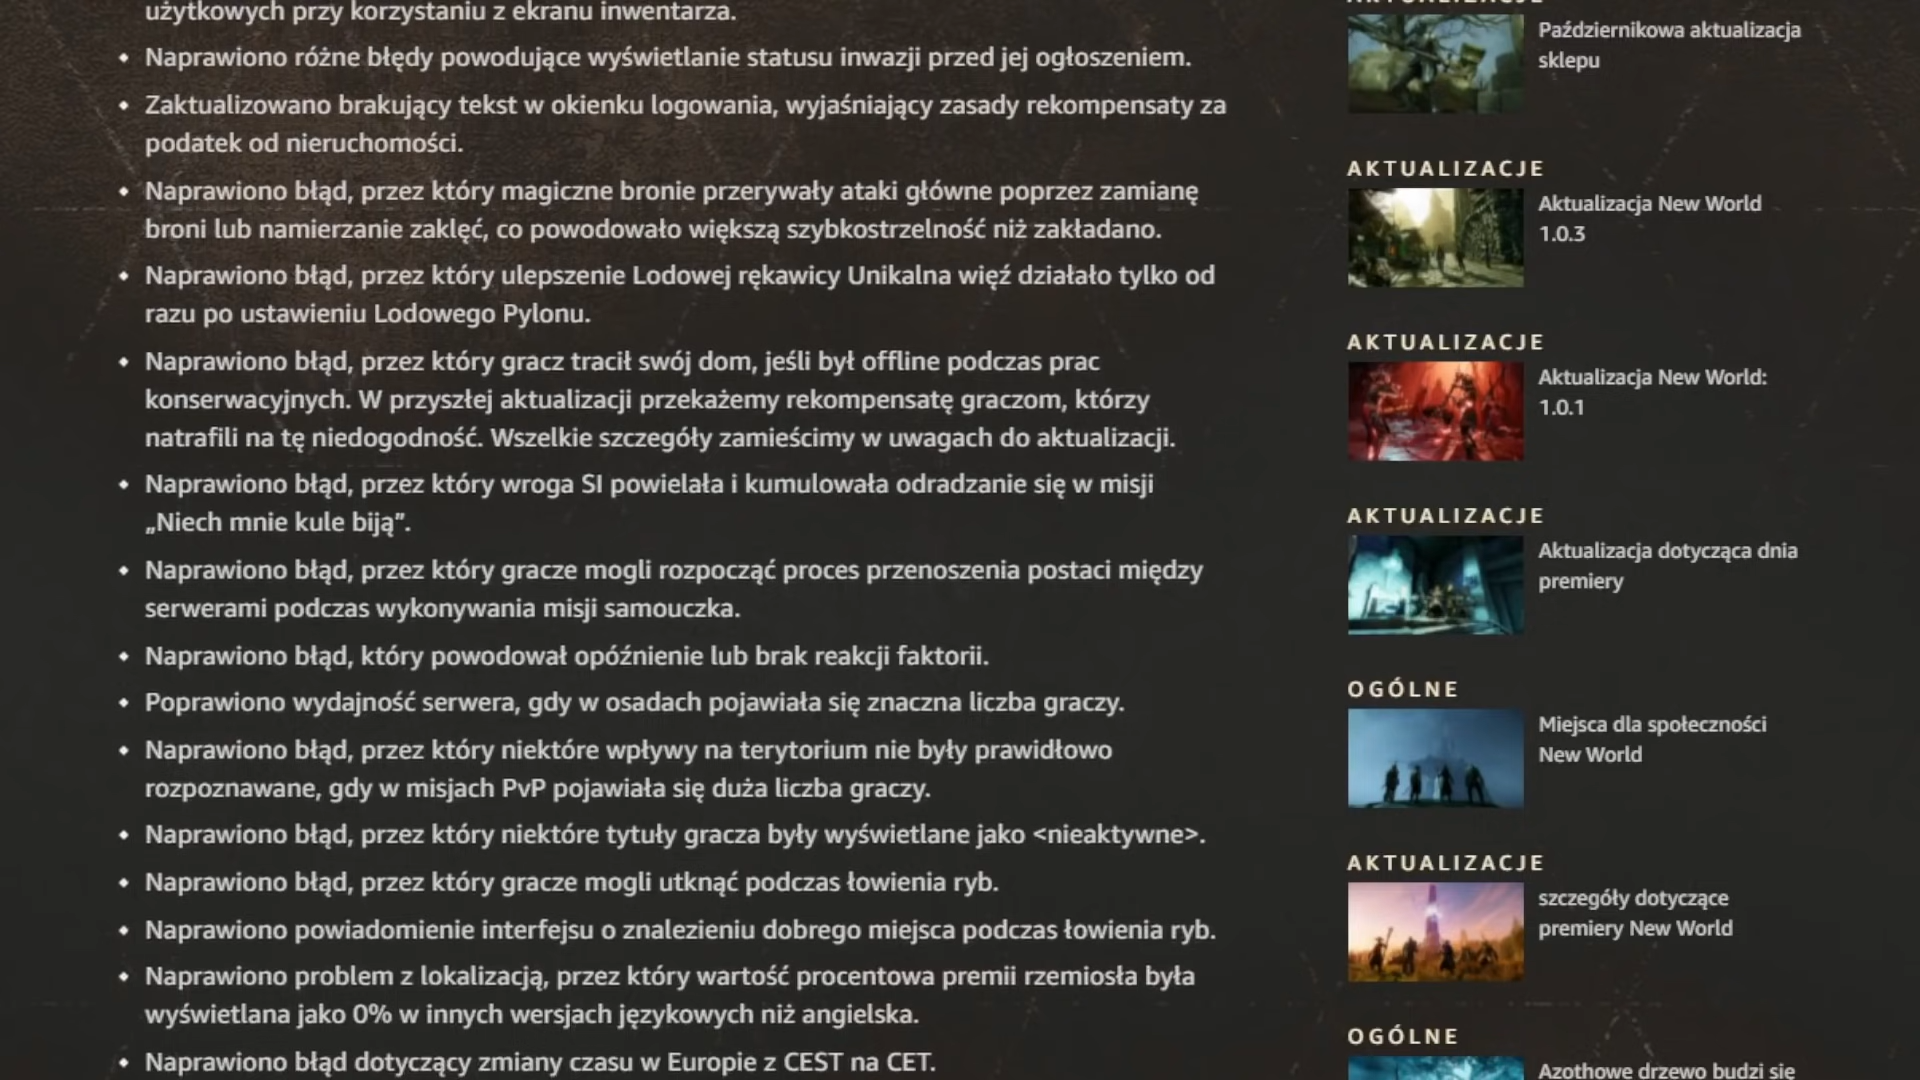 użytkowych przy korzystaniu z ekranu inwentarza.
Naprawiono różne błędy powodujące wyświetlanie statusu inwazji przed jej ogłoszeniem.
Zaktualizowano brakujący tekst w okienku logowania, wyjaśniający zasady rekompensaty za
podatek od nieruchomości.
Naprawiono błąd, przez który magiczne bronie przerywały ataki główne poprzez zamianę
broni lub namierzanie zaklęć, co powodowało większą szybkostrzelność niż zakładano.
Naprawiono błąd, przez który ulepszenie Lodowej rękawicy Unikalna więź działało tylko od
razu po ustawieniu Lodowego Pylonu.
Naprawiono błąd, przez który gracz tracił swój dom, jeśli był offline podczas prac
konserwacyjnych. W przyszłej aktualizacji przekażemy rekompensatę graczom, którzy
natrafili na tę niedogodność. Wszelkie szczegóły zamieścimy w uwagach do aktualizacji.
Naprawiono błąd, przez który wroga SI powielała i kumulowała odradzanie się w misji
„Niech mnie kule biją”.
Naprawiono błąd, przez który gracze mogli rozpocząć proces przenoszenia postaci między
serwerami podczas wykonywania misji samouczka.
Naprawiono błąd, który powodował opóźnienie lub brak reakcji faktorii.
Poprawiono wydajność serwera, gdy w osadach pojawiała się znaczna liczba graczy.
Naprawiono błąd, przez który niektóre wpływy na terytorium nie były prawidłowo
rozpoznawane, gdy w misjach PvP pojawiała się duża liczba graczy.
Naprawiono błąd, przez który niektóre tytuły gracza były wyświetlane jako <nieaktywne>.
Naprawiono błąd, przez który gracze mogli utknąć podczas łowienia ryb.
Naprawiono powiadomienie interfejsu o znalezieniu dobrego miejsca podczas łowienia ryb.
Naprawiono problem z lokalizacją, przez który wartość procentowa premii rzemiosła była
wyświetlana jako 0% w innych wersjach językowych niż angielska.
Naprawiono błąd dotyczący zmiany czasu w Europie z CEST na CET.
AKTUALIZACJE
Październikowa aktualizacja
sklepu
AKTUALIZACJE
Aktualizacja New World
1.0.3
AKTUALIZACJE
Aktualizacja New World:
1.0.1
AKTUALIZACJE
Aktualizacja dotycząca dnia
premiery
OGÓLNE
Miejsca dla społeczności
New World
AKTUALIZACJE
szczegóły dotyczące
premiery New World
OGÓLNE
Azothowe drzewo budzi się